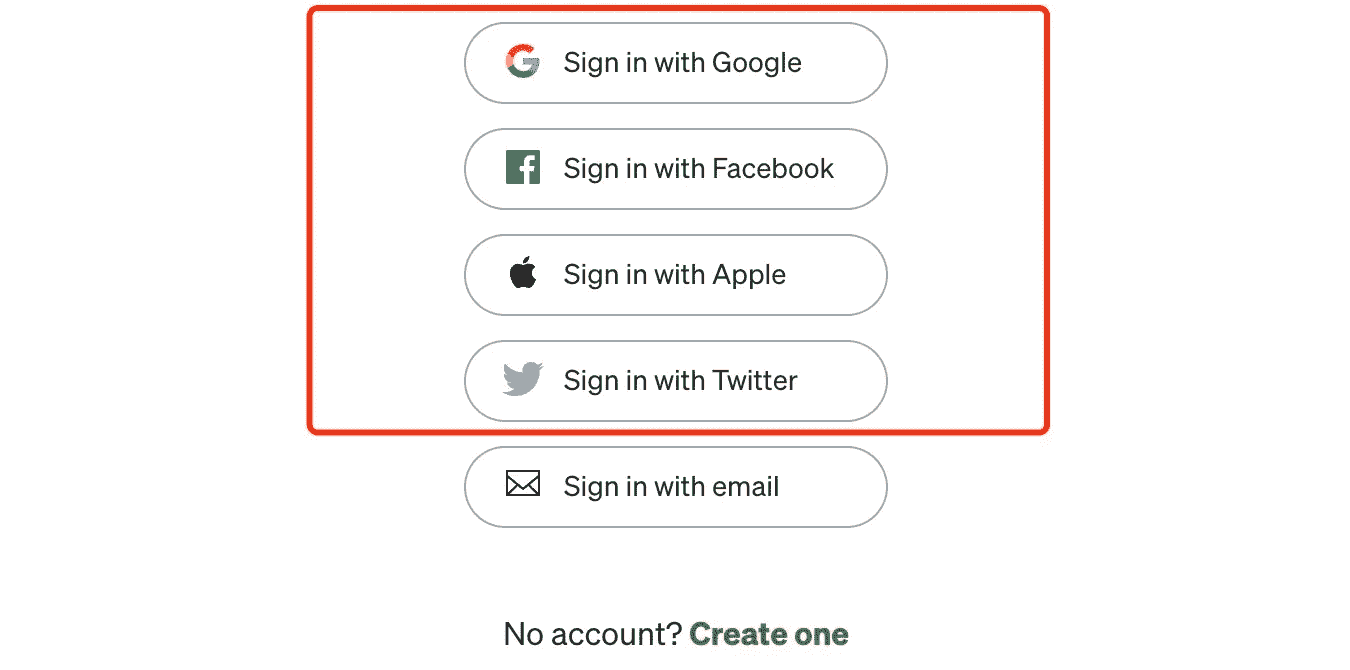 Sign in with Google
Sign in with Facebook
Sign in with Apple
Sign in with Twitter
Sign in with email
No account? Create one